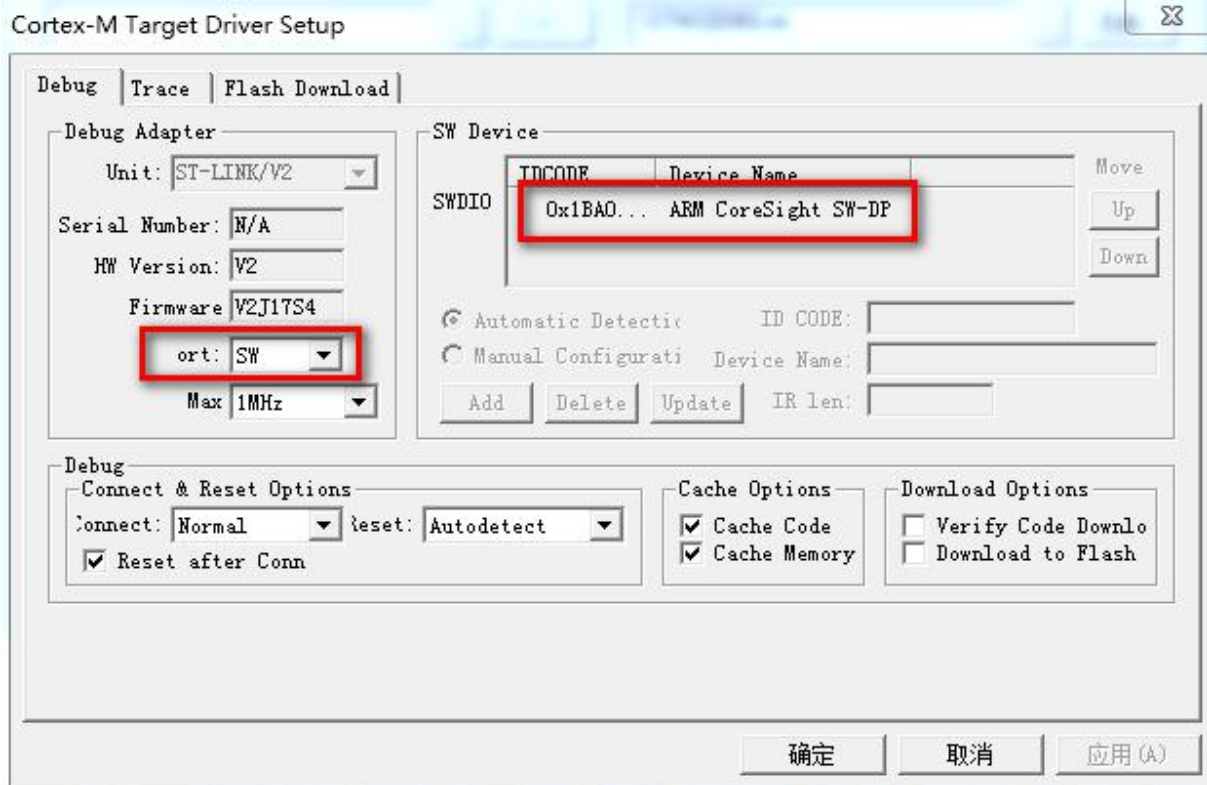 Cortex-M Target Driver Setup
Debug Trace Flash Download
Debug Adapter
Unit: ST-LINK/V2
Serial Number: N/A
HW Version: V2
Firmware V2J17S4
ort: SW
Max 1MHz
SW Device
IDCODE Device Name
SWDIO 0x1BA0... ARM CoreSight SW-DP
Move
Up
Down
Automatic Detectic ID CODE:
Manual Configurati Device Name:
Add Delete Update IR len:
Debug
Connect & Reset Options
Connect: Normal Reset: Autodetect
Reset after Conn
Cache Options
Cache Code
Cache Memory
Download Options
Verify Code Downlo
Download to Flash
确定 取消 应用(A)